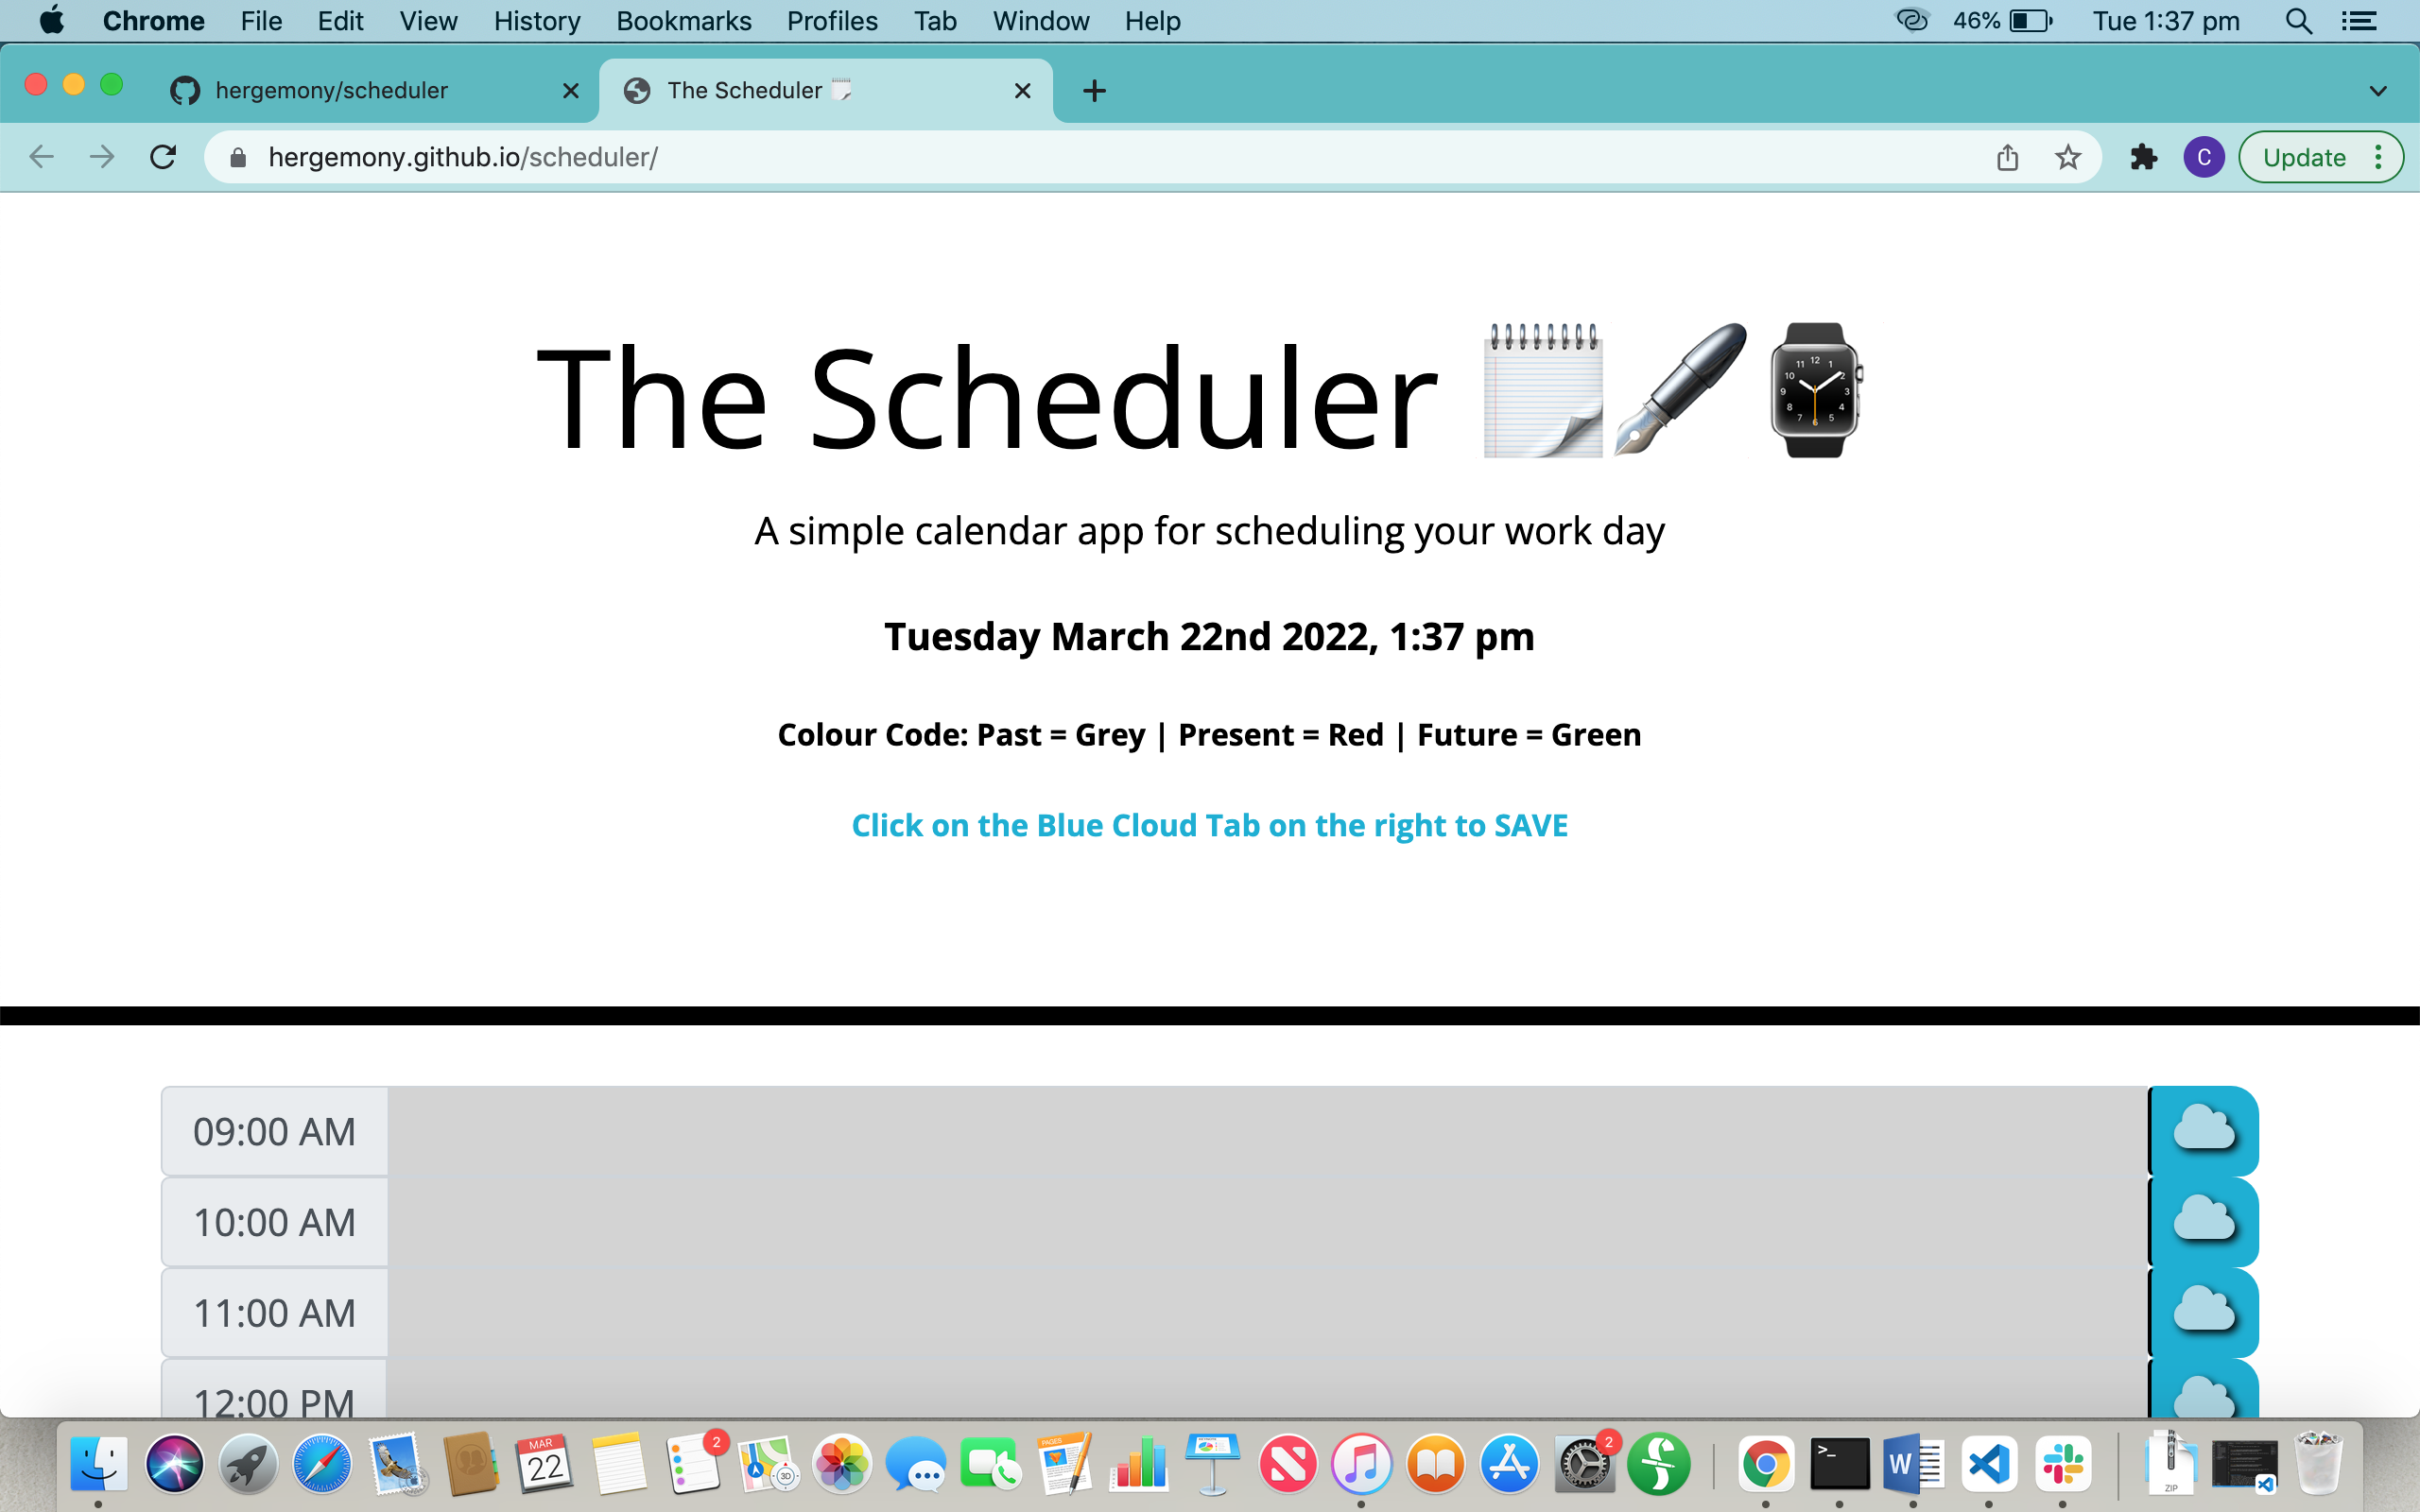 Chrome File Edit View History Bookmarks Profiles Tab Window Help 46% Tue 1:37 pm
hergemony/scheduler The Scheduler
hergemony.github.io/scheduler/ C Update
The Scheduler
A simple calendar app for scheduling your work day
Tuesday March 22nd 2022, 1:37 pm
Colour Code: Past = Grey | Present = Red | Future = Green
Click on the Blue Cloud Tab on the right to SAVE
09:00 AM
10:00 AM
11:00 AM
12:00 PM
MAR 22 2 3D PAGES 2 >_ W ZIP